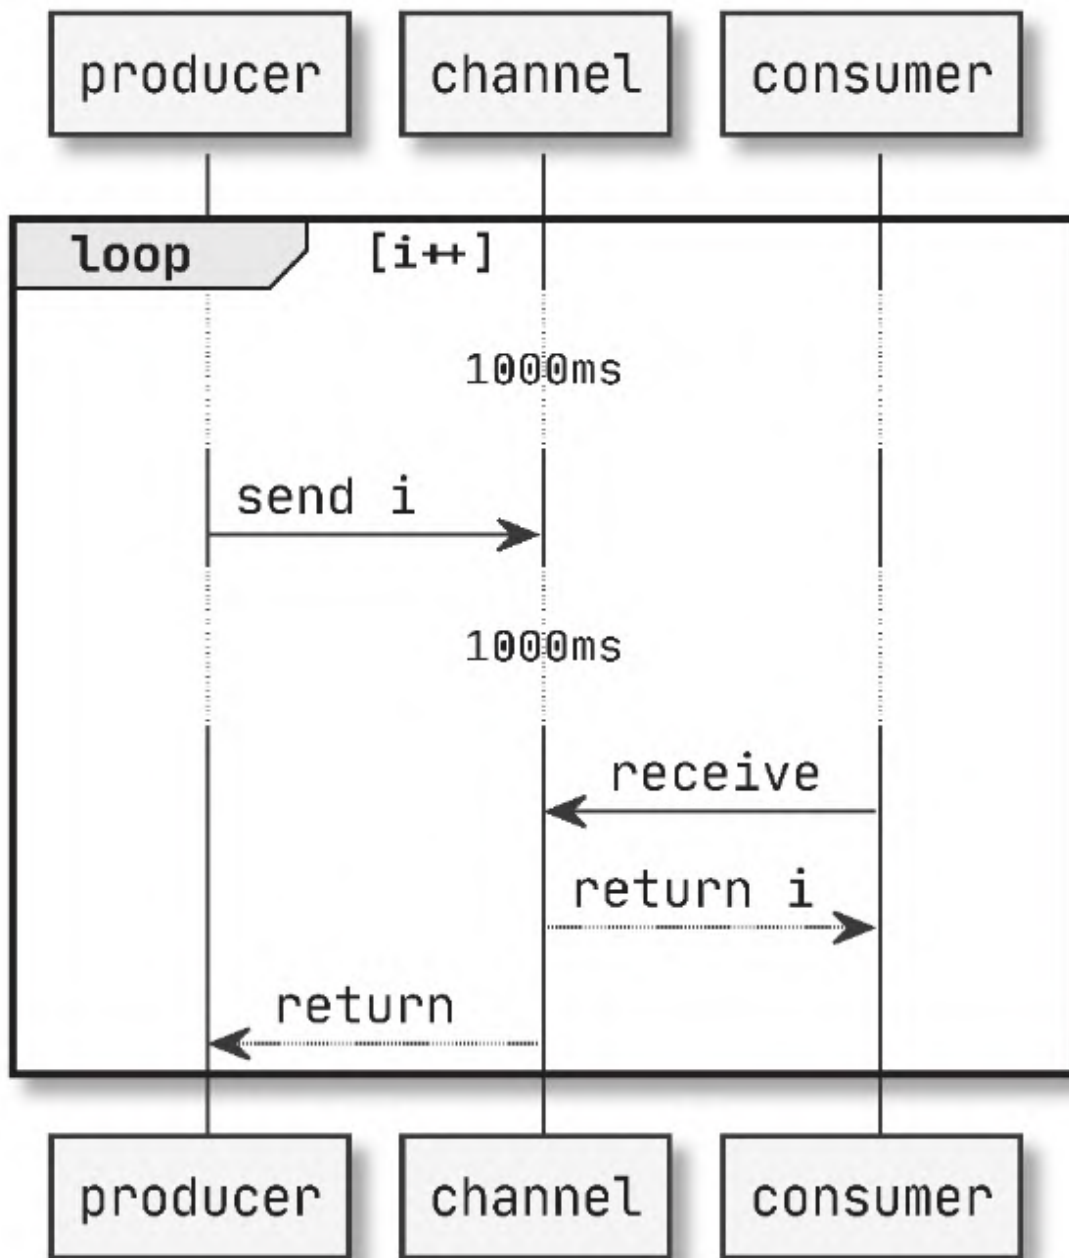 producer channel consumer
loop [i++]
1000ms
send i
1000ms
receive
return i
return
producer channel consumer